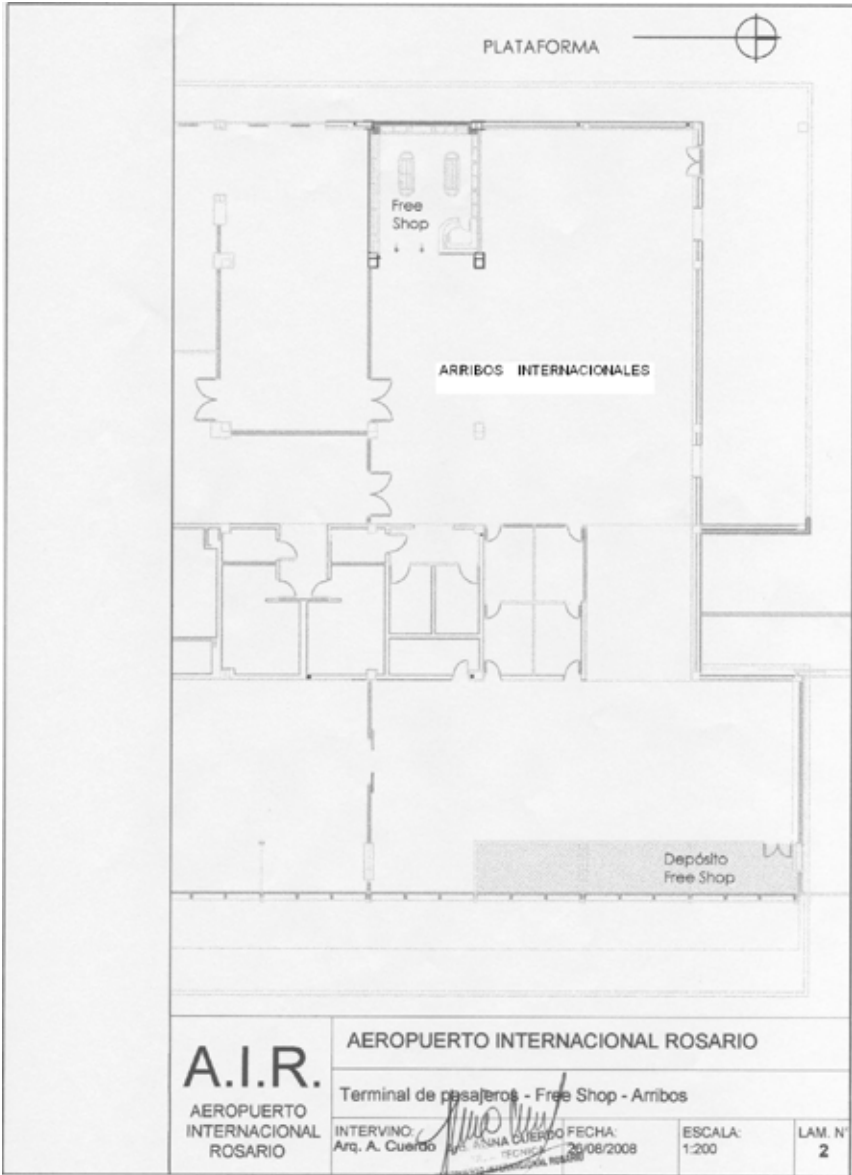 PLATAFORMA
Free
Shop
ARRIBOS INTERNACIONALES
Depósito
Free Shop
A.I.R.
AEROPUERTO
INTERNACIONAL
ROSARIO
AEROPUERTO INTERNACIONAL ROSARIO
Terminal de pasajeros - Free Shop - Arribos
INTERVINO:
Arq. A. Cuerdo
FECHA:
26/08/2008
ESCALA:
1:200
LAM. N°
2